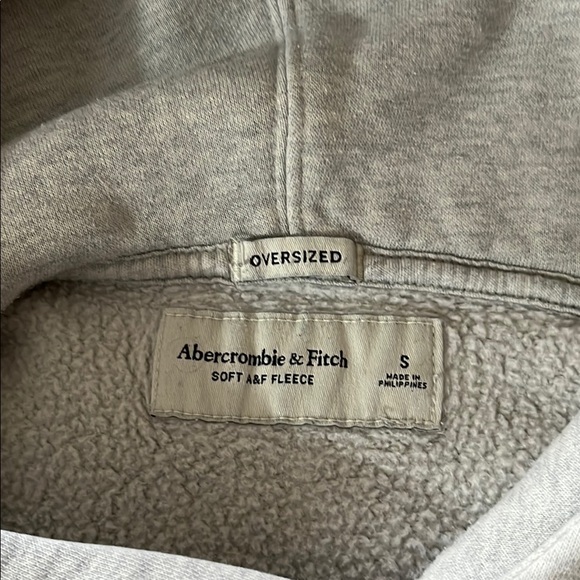 OVERSIZED
Abercrombie & Fitch
SOFT A&F FLEECE
S
MADE IN
PHILIPPINES